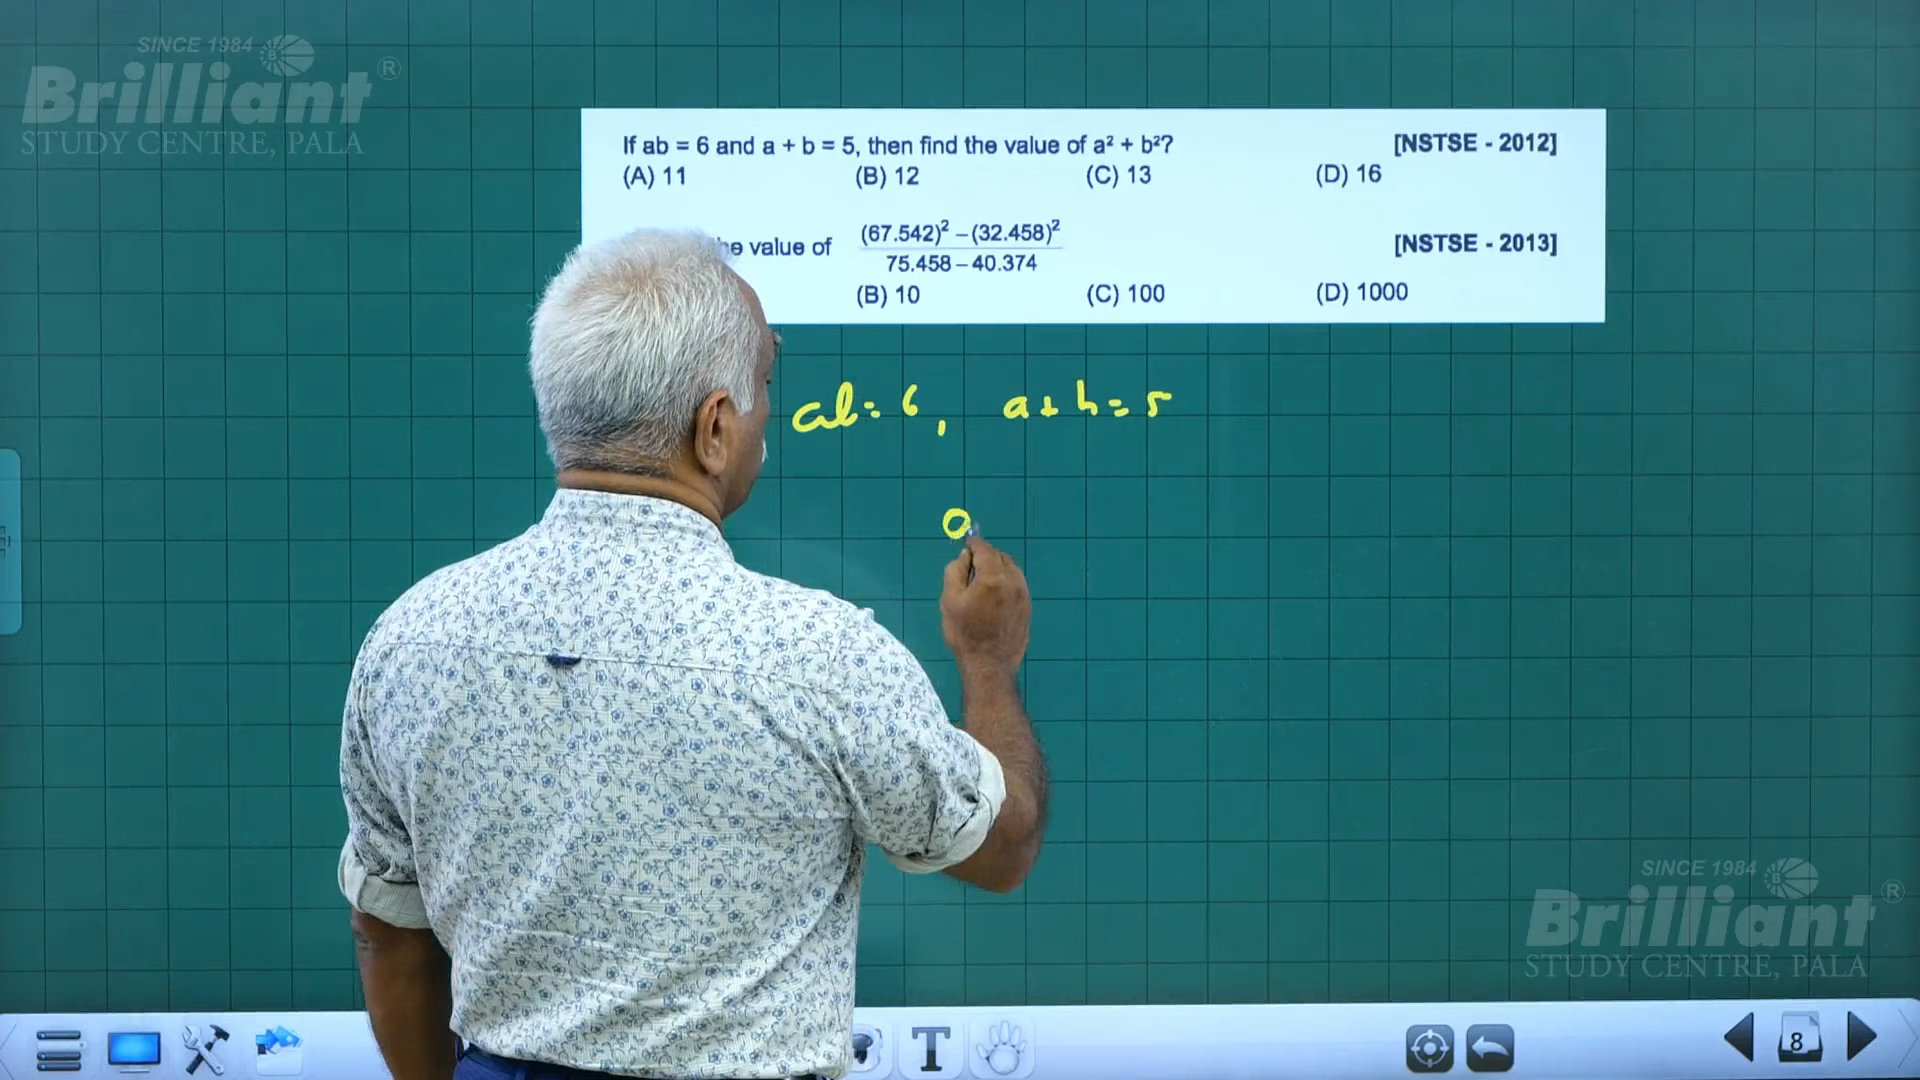 SINCE 1984
Brilliant®
STUDY CENTRE, PALA
If ab = 6 and a + b = 5, then find the value of a² + b²? [NSTSE - 2012]
(A) 11 (B) 12 (C) 13 (D) 16
value of (67.542)² – (32.458)² [NSTSE - 2013]
75.458 – 40.374
(B) 10 (C) 100 (D) 1000
ab = 6, a + b = 5
a
SINCE 1984
Brilliant®
STUDY CENTRE, PALA
T
8